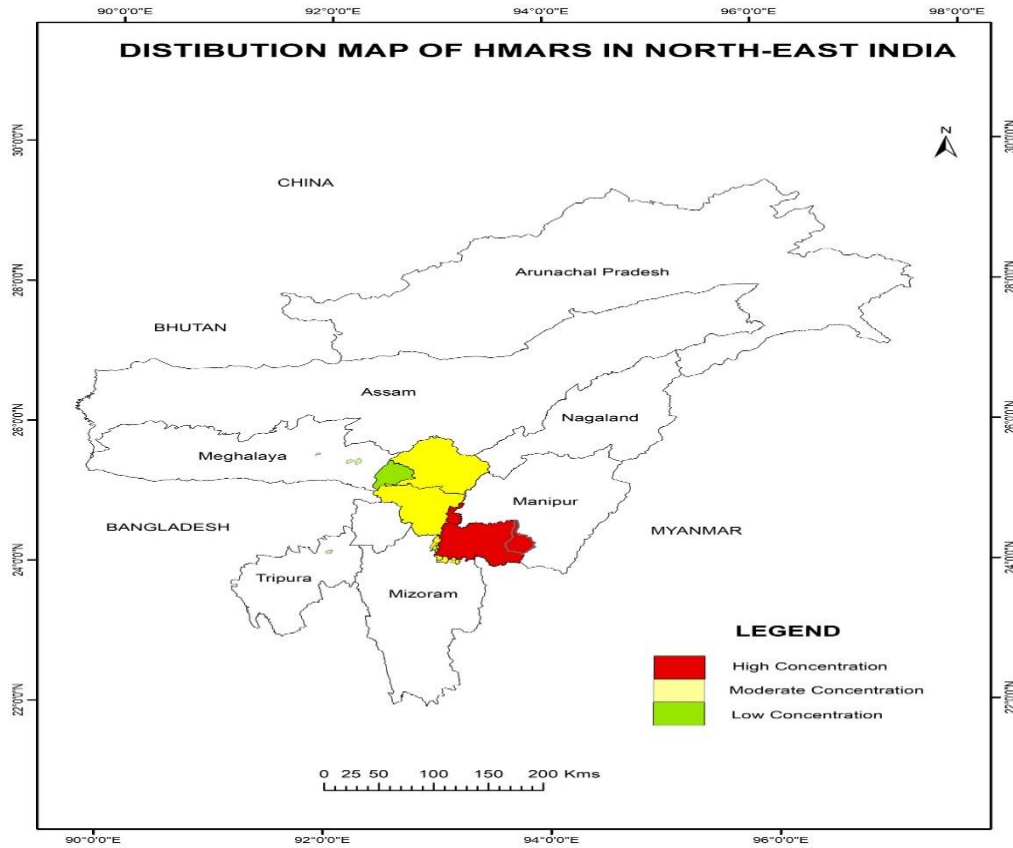 90°0'0"E 92°0'0"E 94°0'0"E 96°0'0"E 98°0'0"E
DISTIBUTION MAP OF HMARS IN NORTH-EAST INDIA
N
30°0'0"N 30°0'0"N
CHINA
Arunachal Pradesh
28°0'0"N 28°0'0"N
BHUTAN
Assam
26°0'0"N 26°0'0"N
Nagaland
Meghalaya
Manipur
BANGLADESH
MYANMAR
24°0'0"N 24°0'0"N
Tripura
Mizoram
LEGEND
High Concentration
Moderate Concentration
Low Concentration
22°0'0"N 22°0'0"N
0 25 50 100 150 200 Kms
90°0'0"E 92°0'0"E 94°0'0"E 96°0'0"E